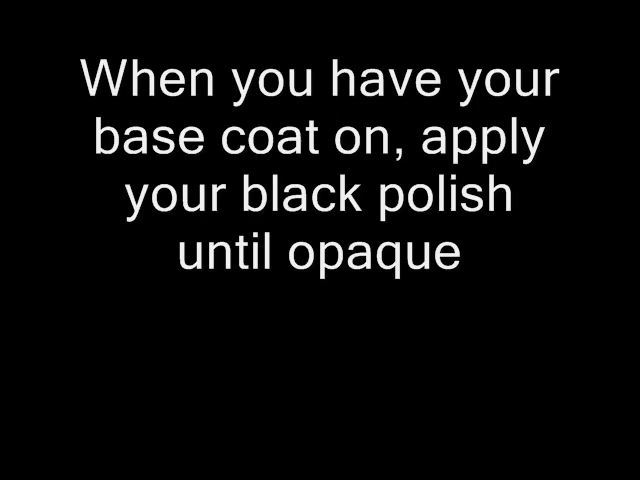 When you have your
base coat on, apply
your black polish
until opaque